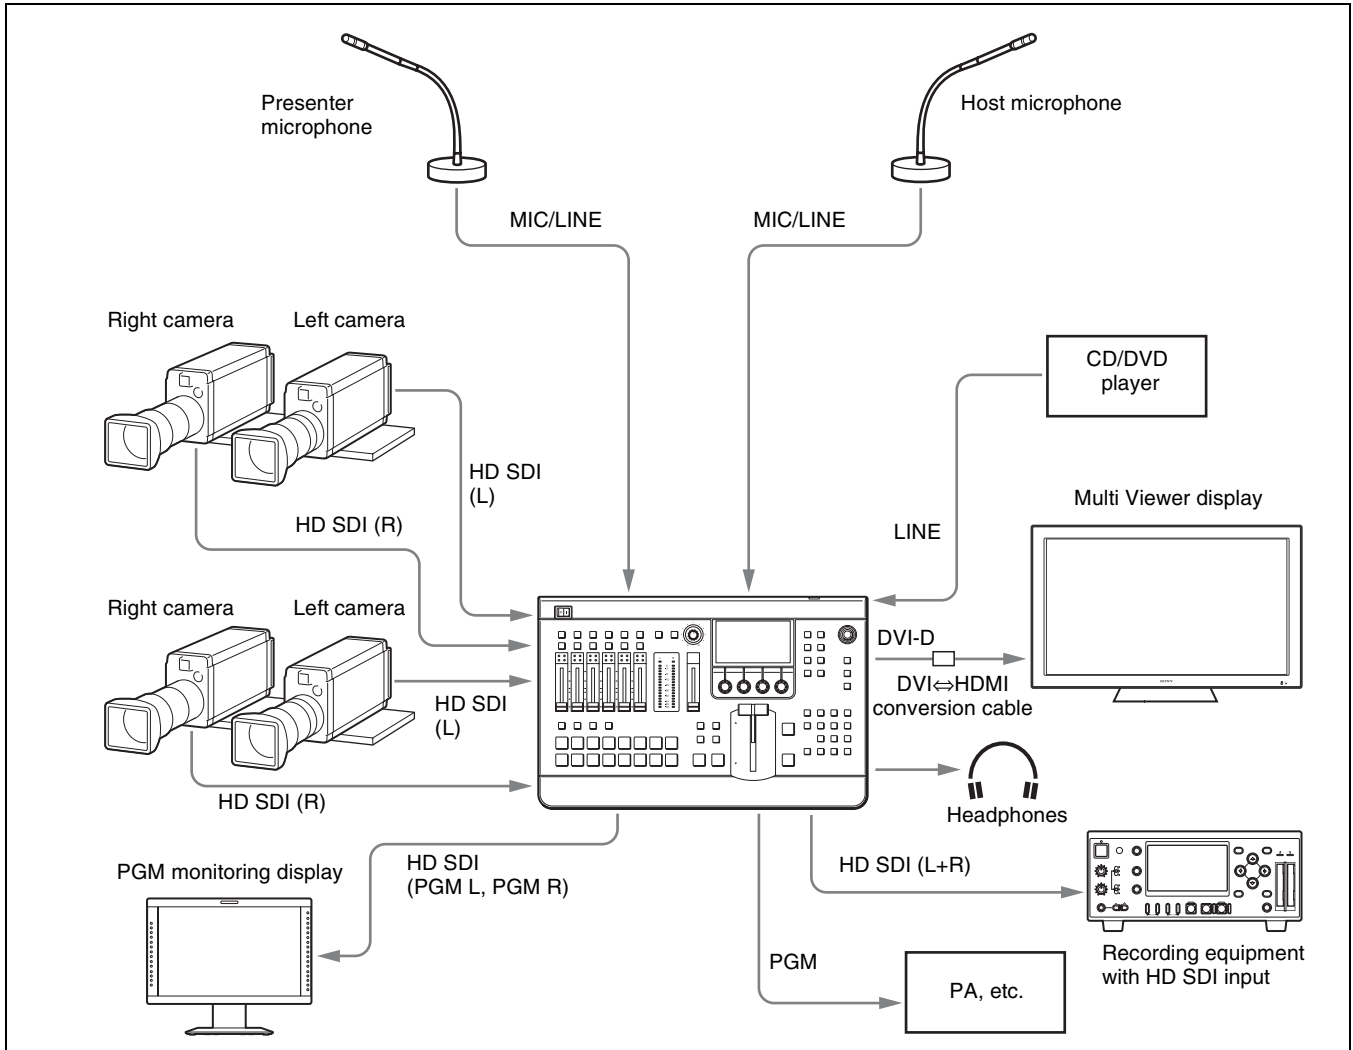 Presenter
microphone
Host microphone
MIC/LINE
MIC/LINE
Right camera
Left camera
CD/DVD
player
HD SDI
(L)
HD SDI (R)
Multi Viewer display
LINE
Right camera
Left camera
DVI-D
SONY
HD SDI
(L)
DVI⇔HDMI
conversion cable
HD SDI (R)
Headphones
HD SDI
(PGM L, PGM R)
HD SDI (L+R)
PGM monitoring display
Recording equipment
with HD SDI input
PGM
PA, etc.